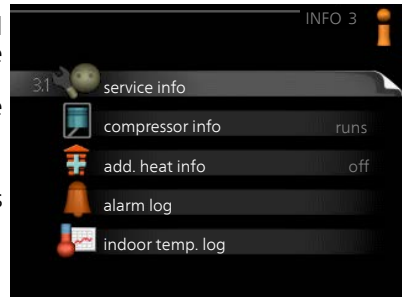 INFO 3
3.1 service info
compressor info runs
add. heat info off
alarm log
indoor temp. log